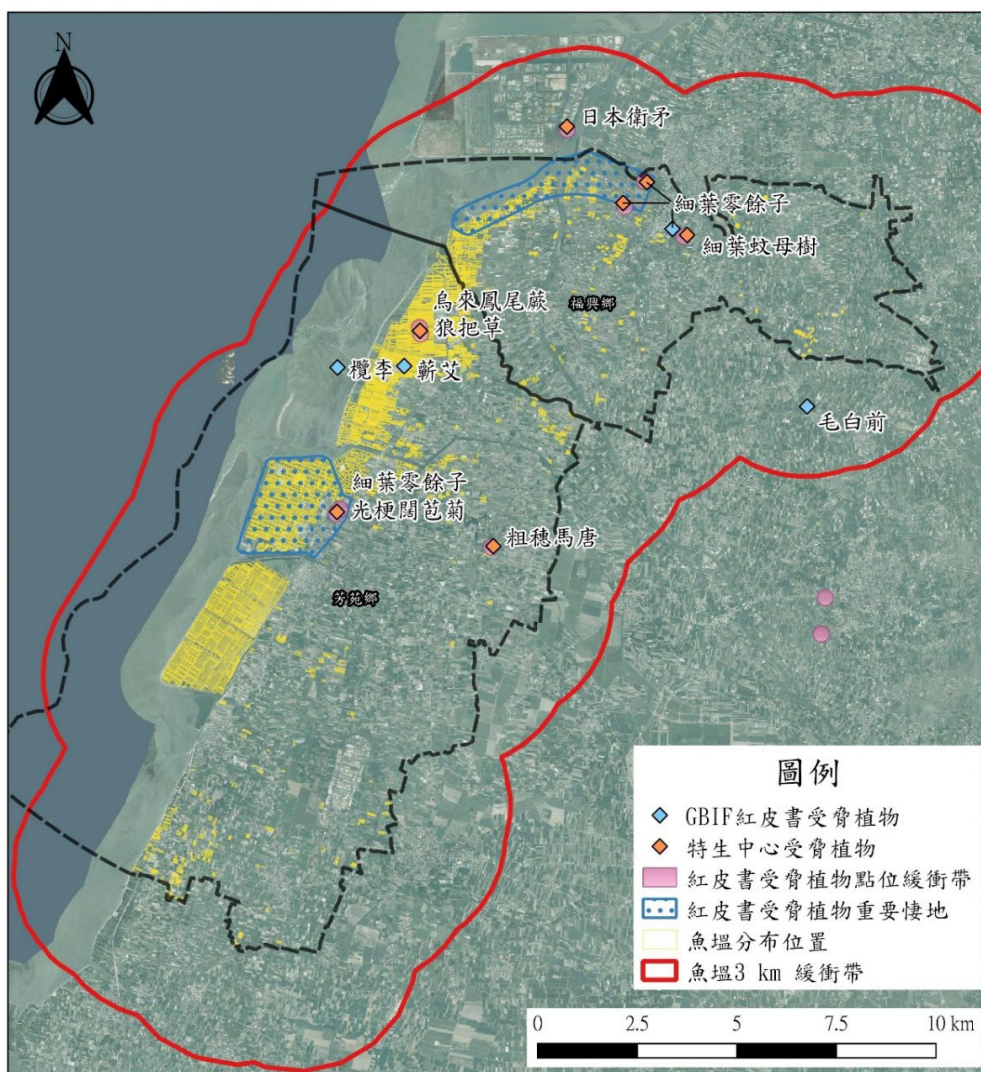 N
日本衛矛
細葉零餘子
細葉蚊母樹
福興鄉
烏來鳳尾蕨
狼把草
欖李
蘄艾
毛白前
細葉零餘子
光梗闊苞菊
粗穗馬唐
芳苑鄉
圖例
GBIF紅皮書受脅植物
特生中心受脅植物
紅皮書受脅植物點位緩衝帶
紅皮書受脅植物重要棲地
魚塭分布位置
魚塭3 km 緩衝帶
0 2.5 5 7.5 10 km